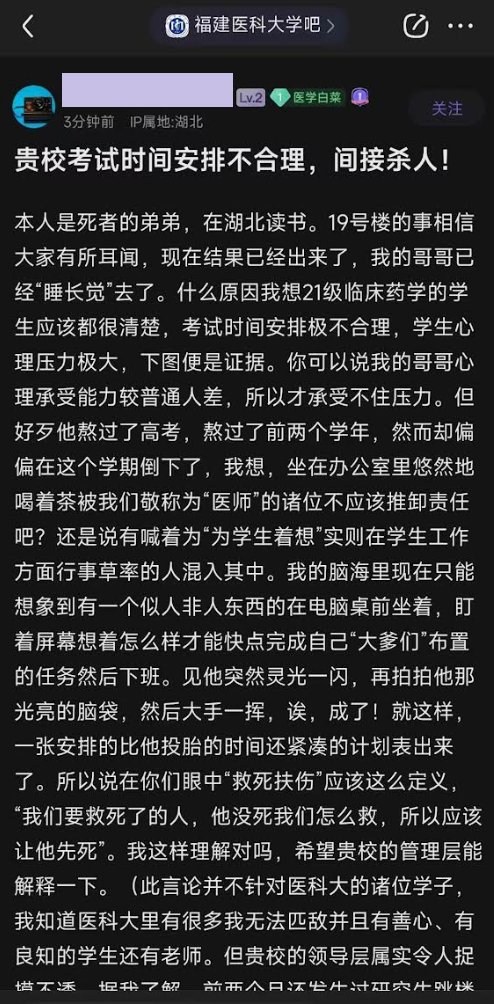 福建医科大学吧
Lv.2
1
医学白菜
1
3分钟前 IP属地:湖北
关注
贵校考试时间安排不合理，间接杀人！
本人是死者的弟弟，在湖北读书。19号楼的事相信
大家有所耳闻，现在结果已经出来了，我的哥哥已
经“睡长觉”去了。什么原因我想21级临床药学的学
生应该都很清楚，考试时间安排极不合理，学生心
理压力极大，下图便是证据。你可以说我的哥哥心
理承受能力较普通人差，所以才承受不住压力。但
好歹他熬过了高考，熬过了前两个学年，然而却偏
偏在这个学期倒下了，我想，坐在办公室里悠然地
喝着茶被我们敬称为“医师”的诸位不应该推卸责任
吧？还是说有喊着为“为学生着想”实则在学生工作
方面行事草率的人混入其中。我的脑海里现在只能
想象到有一个似人非人东西的在电脑桌前坐着，盯
着屏幕想着怎么样才能快点完成自己“大爹们”布置
的任务然后下班。见他突然灵光一闪，再拍拍他那
光亮的脑袋，然后大手一挥，诶，成了！就这样，
一张安排的比他投胎的时间还紧凑的计划表出来
了。所以说在你们眼中“救死扶伤”应该这么定义，
“我们要救死了的人，他没死我们怎么救，所以应该
让他先死”。我这样理解对吗，希望贵校的管理层能
解释一下。（此言论并不针对医科大的诸位学子，
我知道医科大里有很多我无法匹敌并且有善心、有
良知的学生还有老师。但贵校的领导层属实令人捉
摸不透，据我了解，前两个月还发生过研究生跳楼